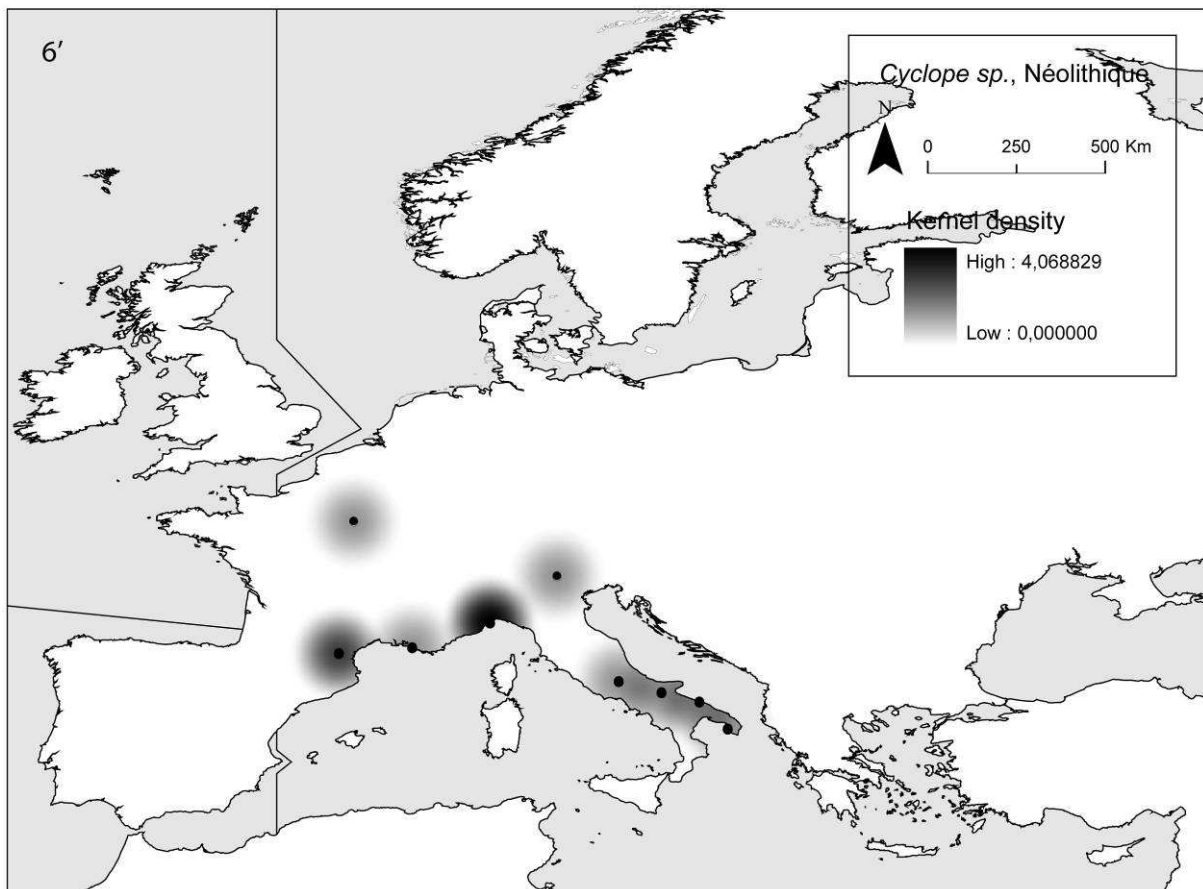 6'
Cyclope sp., Néolithique
N
0 250 500 Km
Kernel density
High : 4,068829
Low : 0,000000